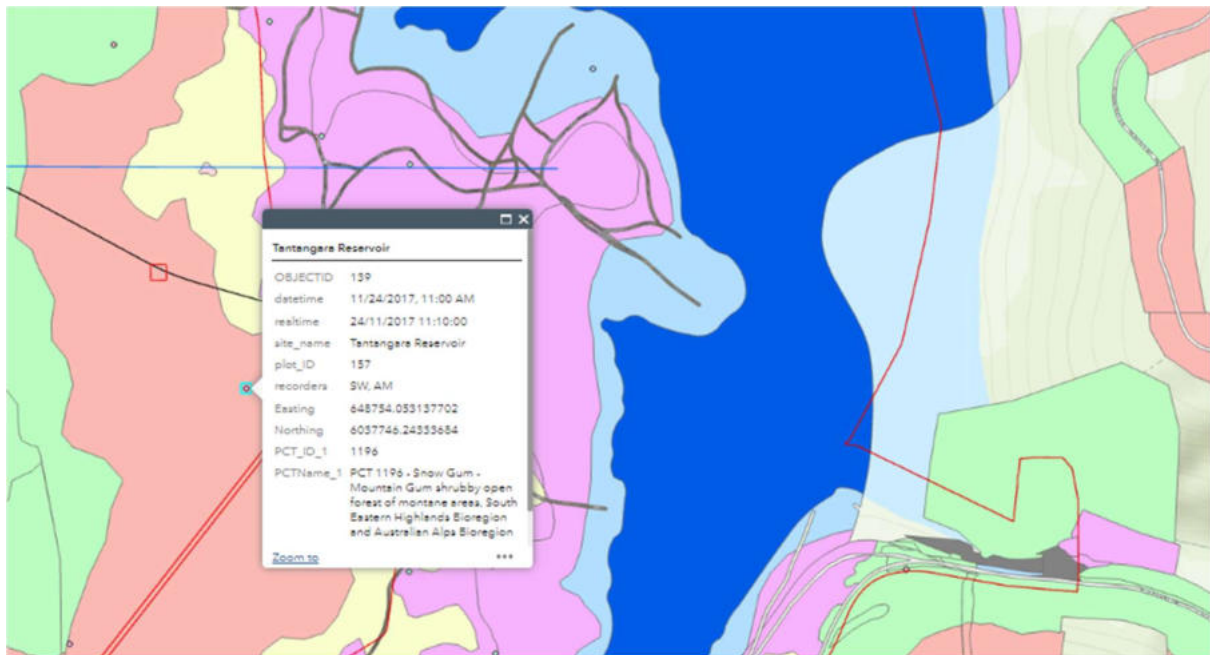 Tantangara Reservoir
OBJECTID 139
datetime 11/24/2017, 11:00 AM
realtime 24/11/2017 11:10:00
site_name Tantangara Reservoir
plot_ID 157
recorders SW, AM
Easting 648754.053137702
Northing 6037746.24333684
PCT_ID_1 1196
PCTName_1 PCT 1196 - Snow Gum -
Mountain Gum shrubby open
forest of montane areas, South
Eastern Highlands Bioregion
and Australian Alps Bioregion
Zoom to